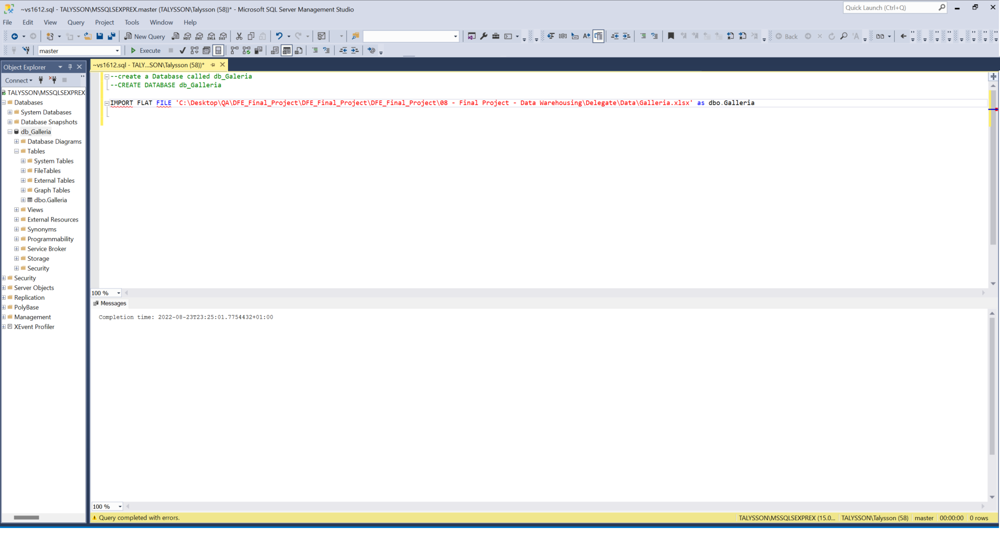 ~vs1612.sql - TALYSSON\MSSQLSEXPREX.master (TALYSSON\Talysson (58))* - Microsoft SQL Server Management Studio
Quick Launch (Ctrl+Q)
File Edit View Query Project Tools Window Help
New Query
MDX DMX XMLA DAX
Back
master
Execute
Object Explorer
~vs1612.sql - TALY...SON\Talysson (58))*
Connect
TALYSSON\MSSQLSEXPREX
Databases
System Databases
Database Snapshots
db_Galleria
Database Diagrams
Tables
System Tables
FileTables
External Tables
Graph Tables
dbo.Galleria
Views
External Resources
Synonyms
Programmability
Service Broker
Storage
Security
Security
Server Objects
Replication
PolyBase
Management
XEvent Profiler
--create a Database called db_Galeria
--CREATE DATABASE db_Galleria
IMPORT FLAT FILE 'C:\Desktop\QA\DFE_Final_Project\DFE_Final_Project\DFE_Final_Project\08 - Final Project - Data Warehousing\Delegate\Data\Galleria.xlsx' as dbo.Galleria
100 %
Messages
Completion time: 2022-08-23T23:25:01.7754432+01:00
100 %
Query completed with errors.
TALYSSON\MSSQLSEXPREX (15.0... TALYSSON\Talysson (58) master 00:00:00 0 rows